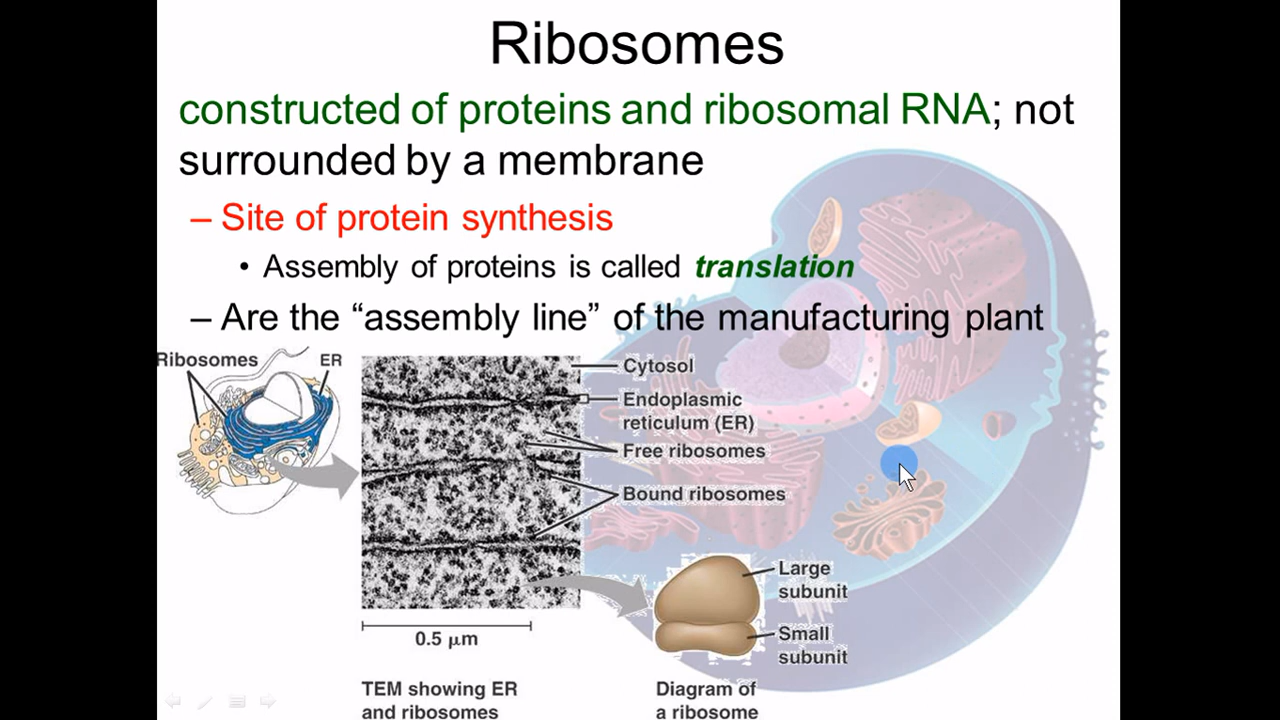 Ribosomes
constructed of proteins and ribosomal RNA; not
surrounded by a membrane
– Site of protein synthesis
• Assembly of proteins is called translation
– Are the “assembly line” of the manufacturing plant
Ribosomes
ER
Cytosol
Endoplasmic
reticulum (ER)
Free ribosomes
Bound ribosomes
Large
subunit
Small
subunit
0.5 μm
TEM showing ER
and ribosomes
Diagram of
a ribosome